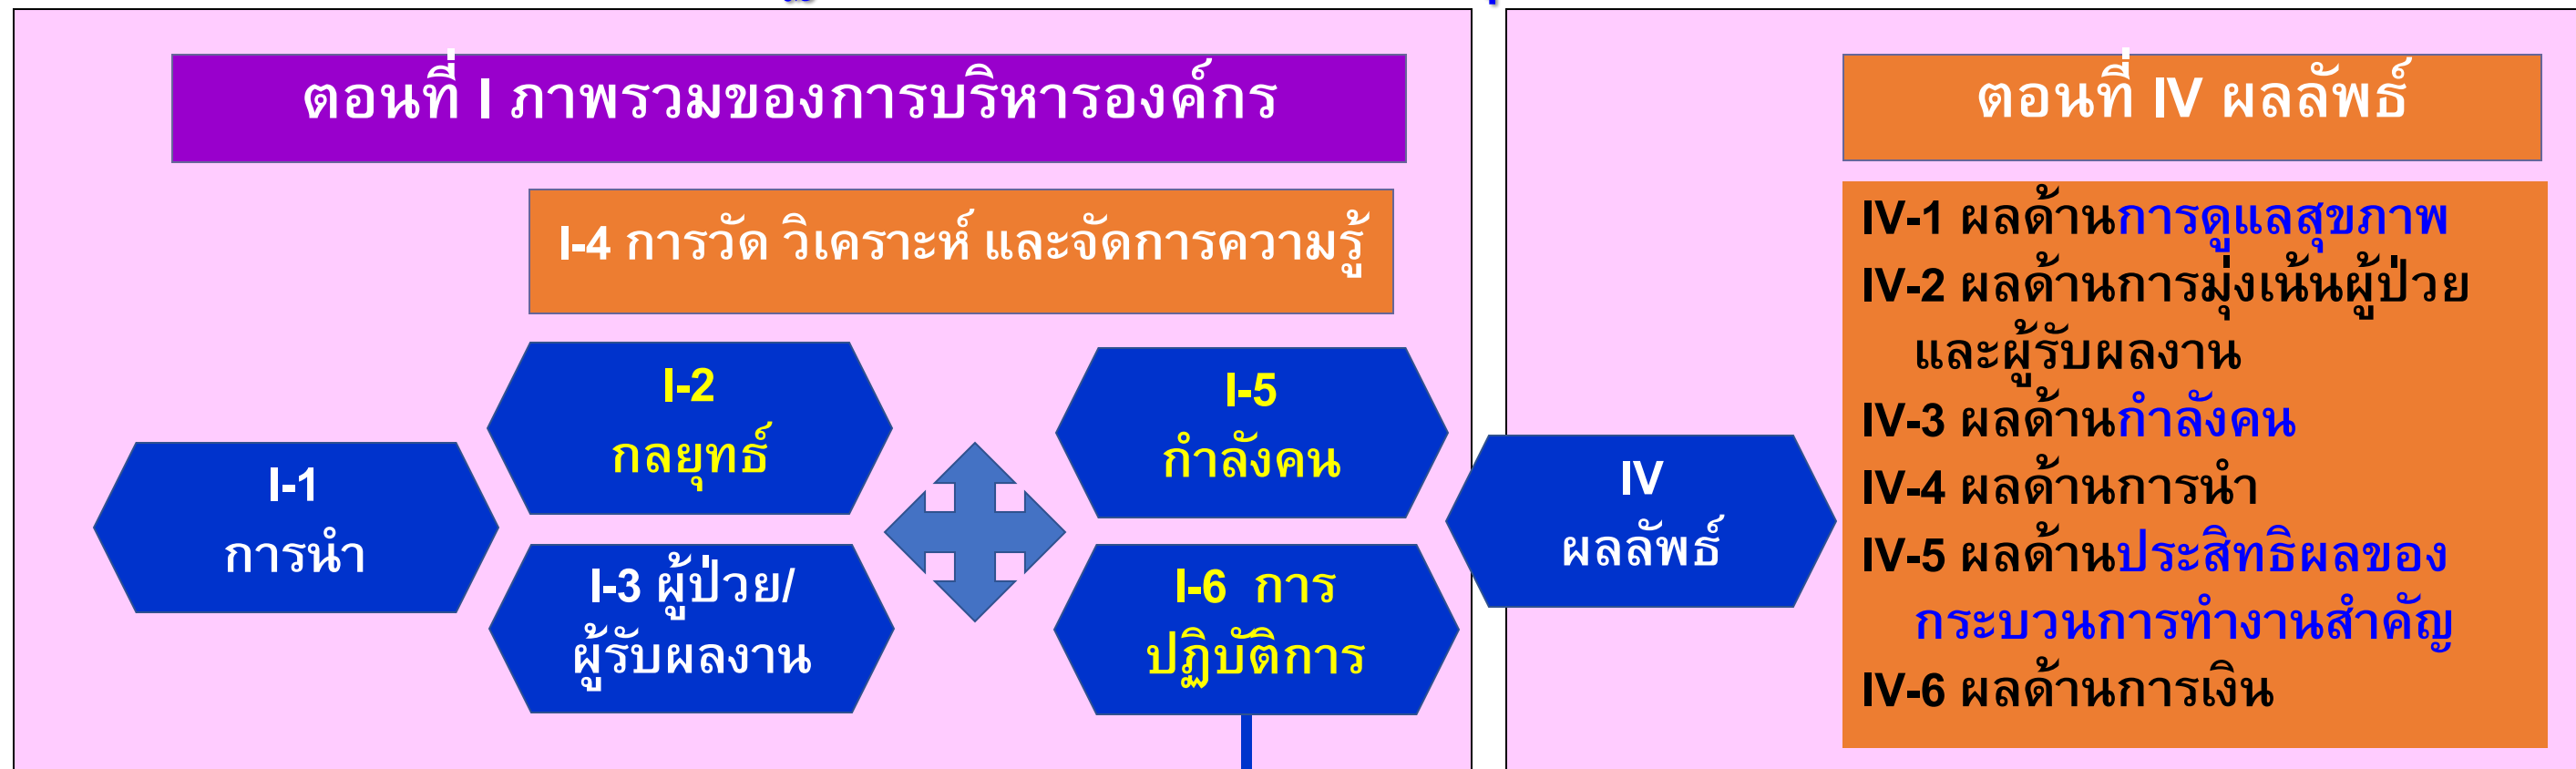 ตอนที่ I ภาพรวมของการบริหารองค์กร
I-4 การวัด วิเคราะห์ และจัดการความรู้
I-1
การนำ
I-2
กลยุทธ์
I-3 ผู้ป่วย/
ผู้รับผลงาน
I-5
กำลังคน
I-6 การ
ปฏิบัติการ
IV
ผลลัพธ์
ตอนที่ IV ผลลัพธ์
IV-1 ผลด้านการดูแลสุขภาพ
IV-2 ผลด้านการมุ่งเน้นผู้ป่วย
และผู้รับผลงาน
IV-3 ผลด้านกำลังคน
IV-4 ผลด้านการนำ
IV-5 ผลด้านประสิทธิผลของ
กระบวนการทำงานสำคัญ
IV-6 ผลด้านการเงิน